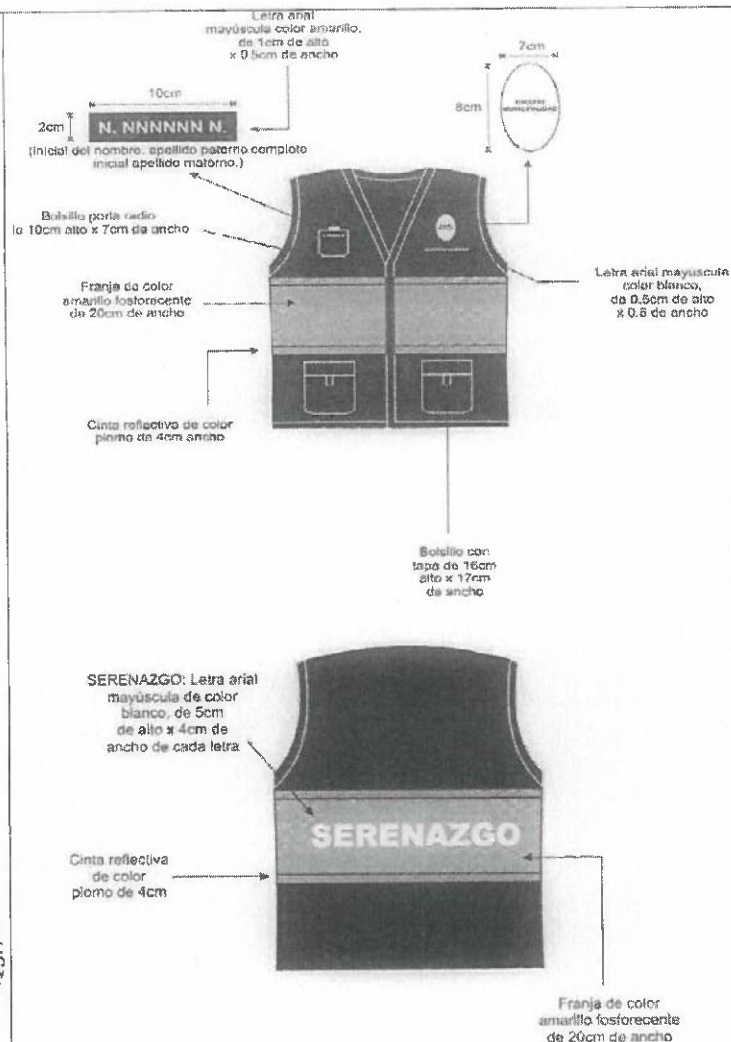 Letra arial
mayúscula color amarillo,
de 1cm de alto
x 0.5cm de ancho
7cm
10cm
8cm
2cm
N. NNNNNN N.
ESCUDO
MUNICIPALIDAD
(Inicial del nombre, apellido paterno completo
inicial apellido materno.)
Bolsillo porta radio
10cm alto x 7cm de ancho
Franja de color
amarillo fosforecente
de 20cm de ancho
Letra arial mayuscula
color blanco,
de 0.5cm de alto
x 0.8 de ancho
Cinta reflectiva de color
plomo de 4cm ancho
Bolsillo con
tapa de 16cm
alto x 17cm
de ancho
SERENAZGO: Letra arial
mayúscula de color
blanco, de 5cm
de alto x 4cm de
ancho de cada letra
SERENAZGO
Cinta reflectiva
de color
plomo de 4cm
Franja de color
amarillo fosforecente
de 20cm de ancho